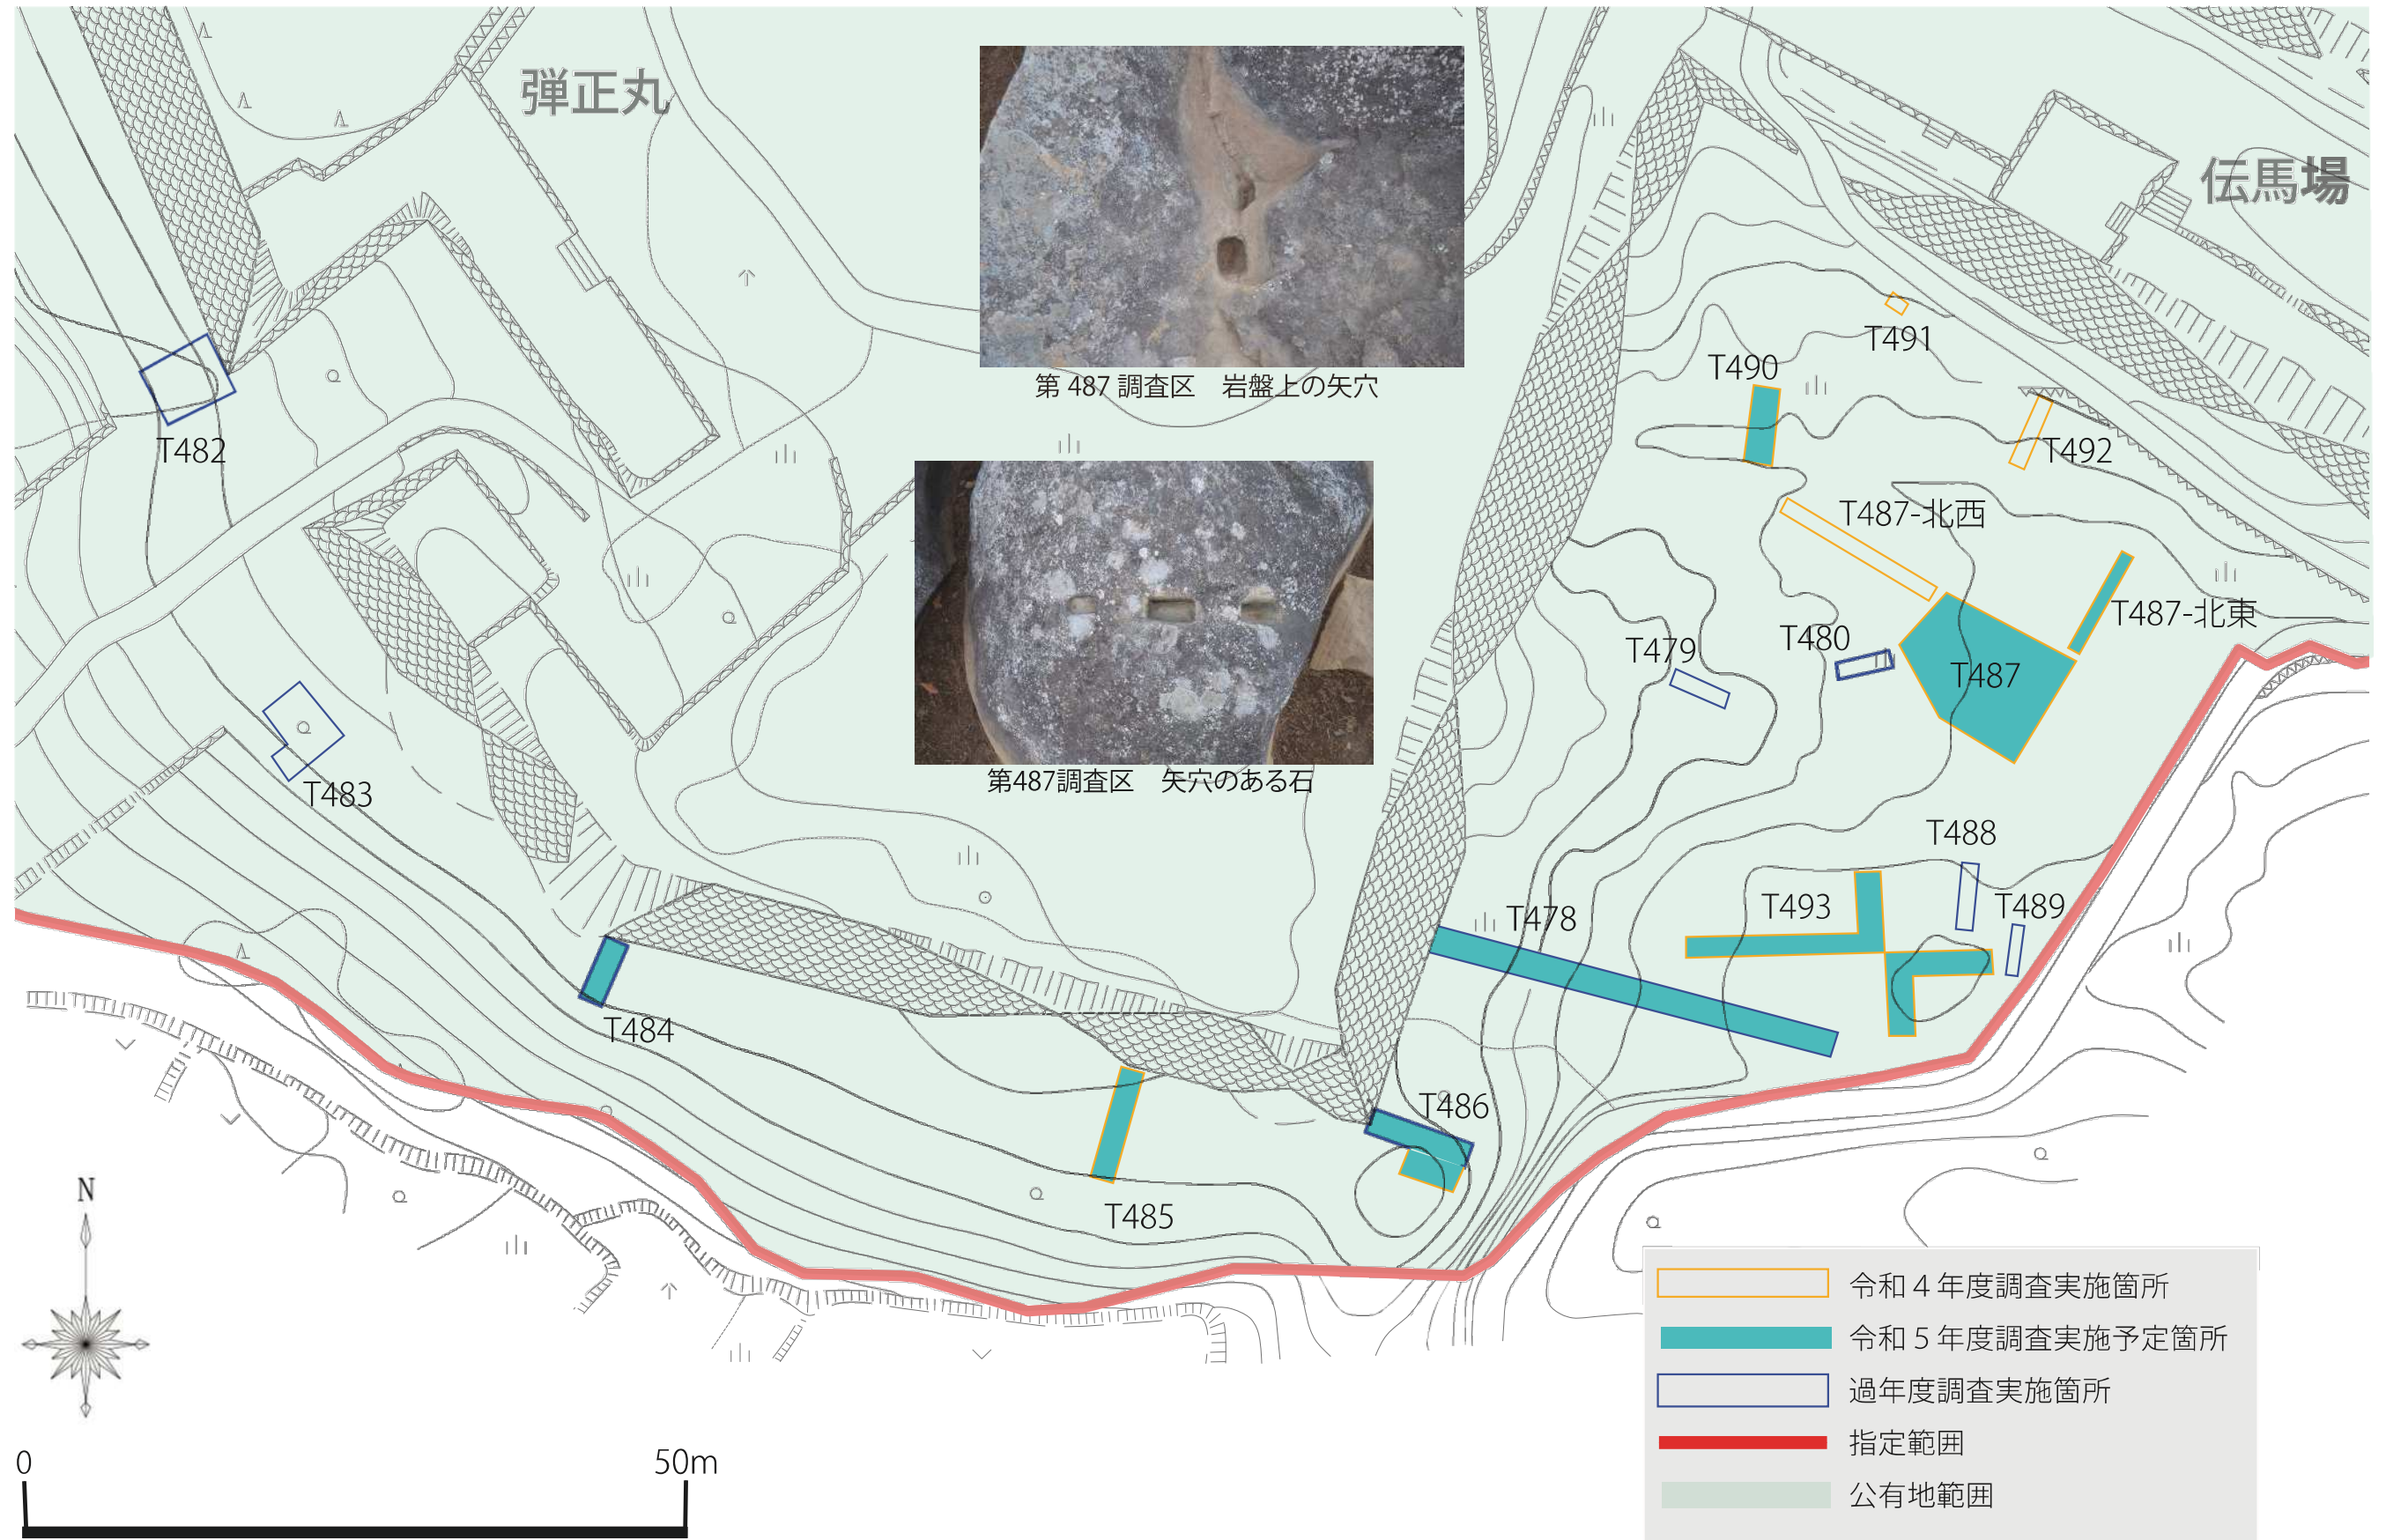 弾正丸
伝馬場
第 487 調査区　岩盤上の矢穴
T491
T490
T492
T482
T487-北西
T487-北東
T479
T480
T487
第487調査区　矢穴のある石
T483
T488
T493
T489
T478
T484
T486
T485
N
令和４年度調査実施箇所
令和５年度調査実施予定箇所
過年度調査実施箇所
指定範囲
公有地範囲
0
50m